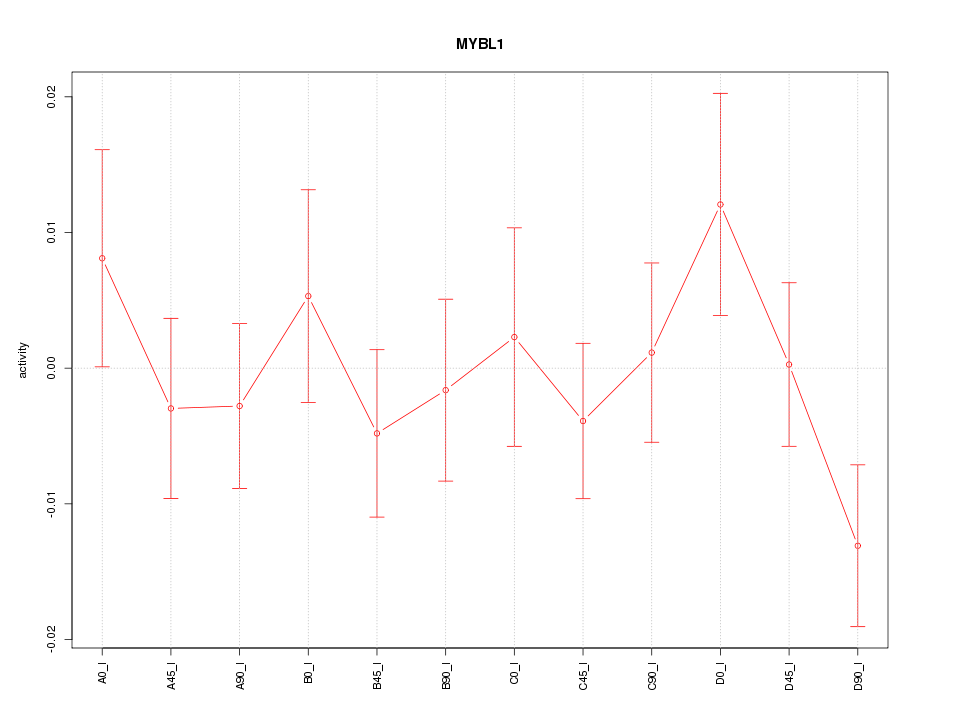 MYBL1
activity
0.02
0.01
0.00
-0.01
-0.02
A0_I
A45_I
A90_I
B0_I
B45_I
B90_I
C0_I
C45_I
C90_I
D0_I
D45_I
D90_I